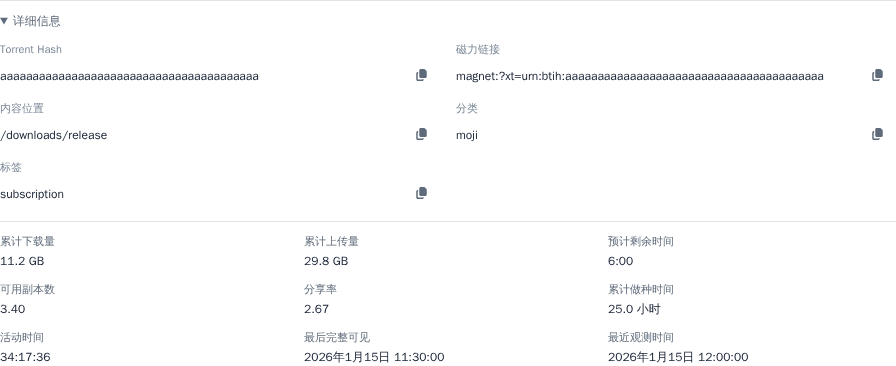 详细信息
Torrent Hash
磁力链接
aaaaaaaaaaaaaaaaaaaaaaaaaaaaaaaaaaaaaaaa
magnet:?xt=urn:btih:aaaaaaaaaaaaaaaaaaaaaaaaaaaaaaaaaaaaaaaa
内容位置
分类
/downloads/release
moji
标签
subscription
累计下载量
累计上传量
预计剩余时间
11.2 GB
29.8 GB
6:00
可用副本数
分享率
累计做种时间
3.40
2.67
25.0 小时
活动时间
最后完整可见
最近观测时间
34:17:36
2026年1月15日 11:30:00
2026年1月15日 12:00:00